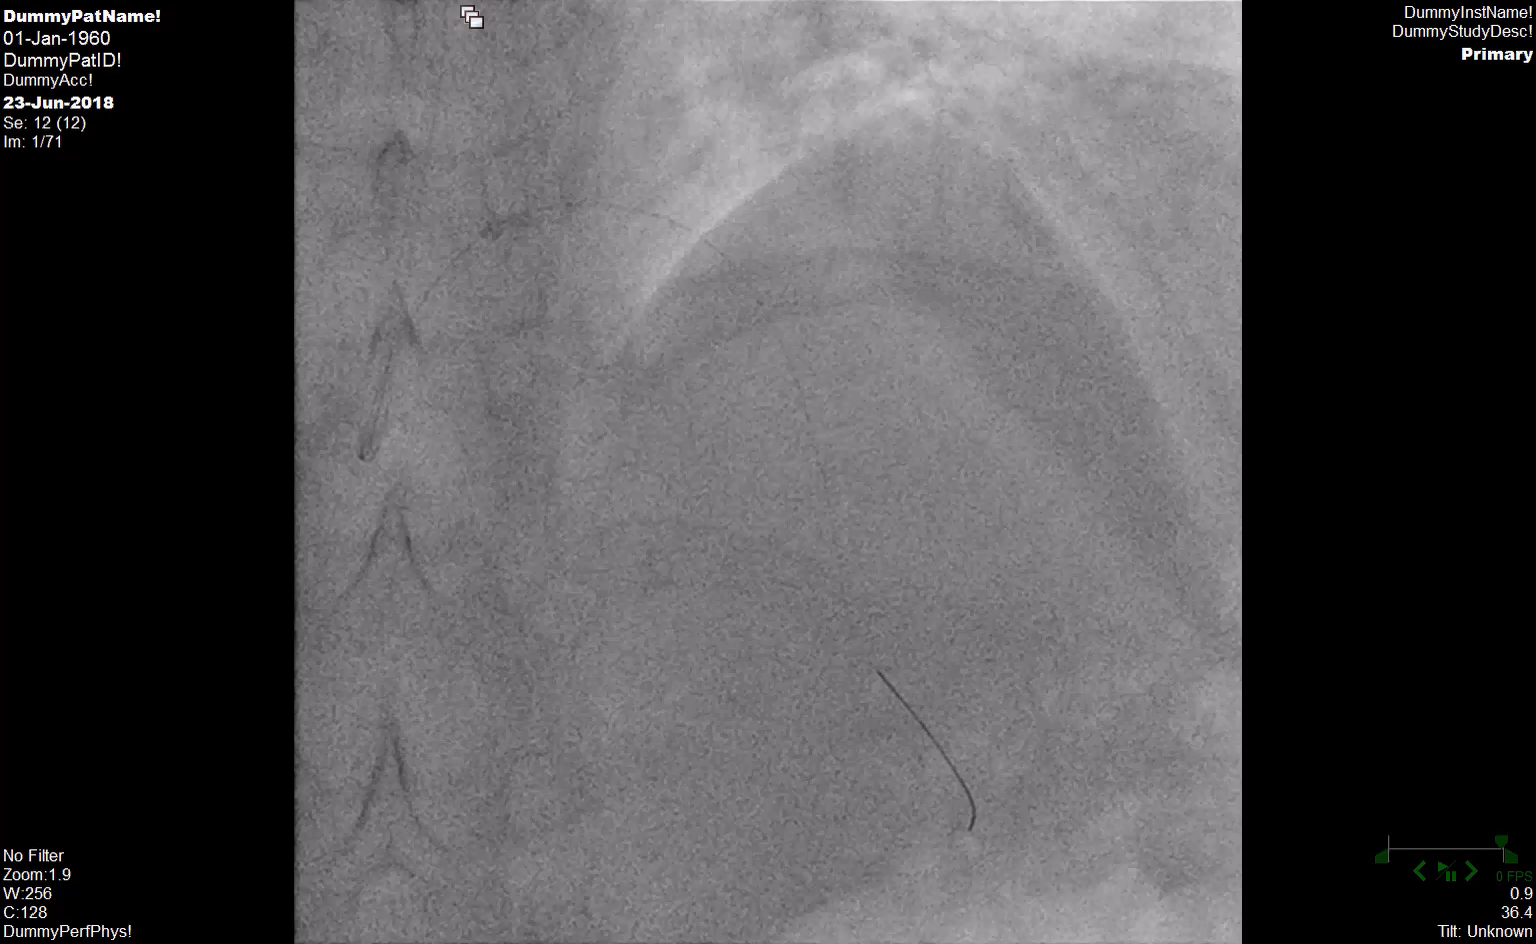 DummyPatName!
01-Jan-1960
DummyPatID!
DummyAcc!
23-Jun-2018
Se: 12 (12)
Im: 1/71
DummyInstName!
DummyStudyDesc!
Primary
No Filter
Zoom:1.9
W:256
C:128
DummyPerfPhys!
0 FPS
0.9
36.4
Tilt: Unknown